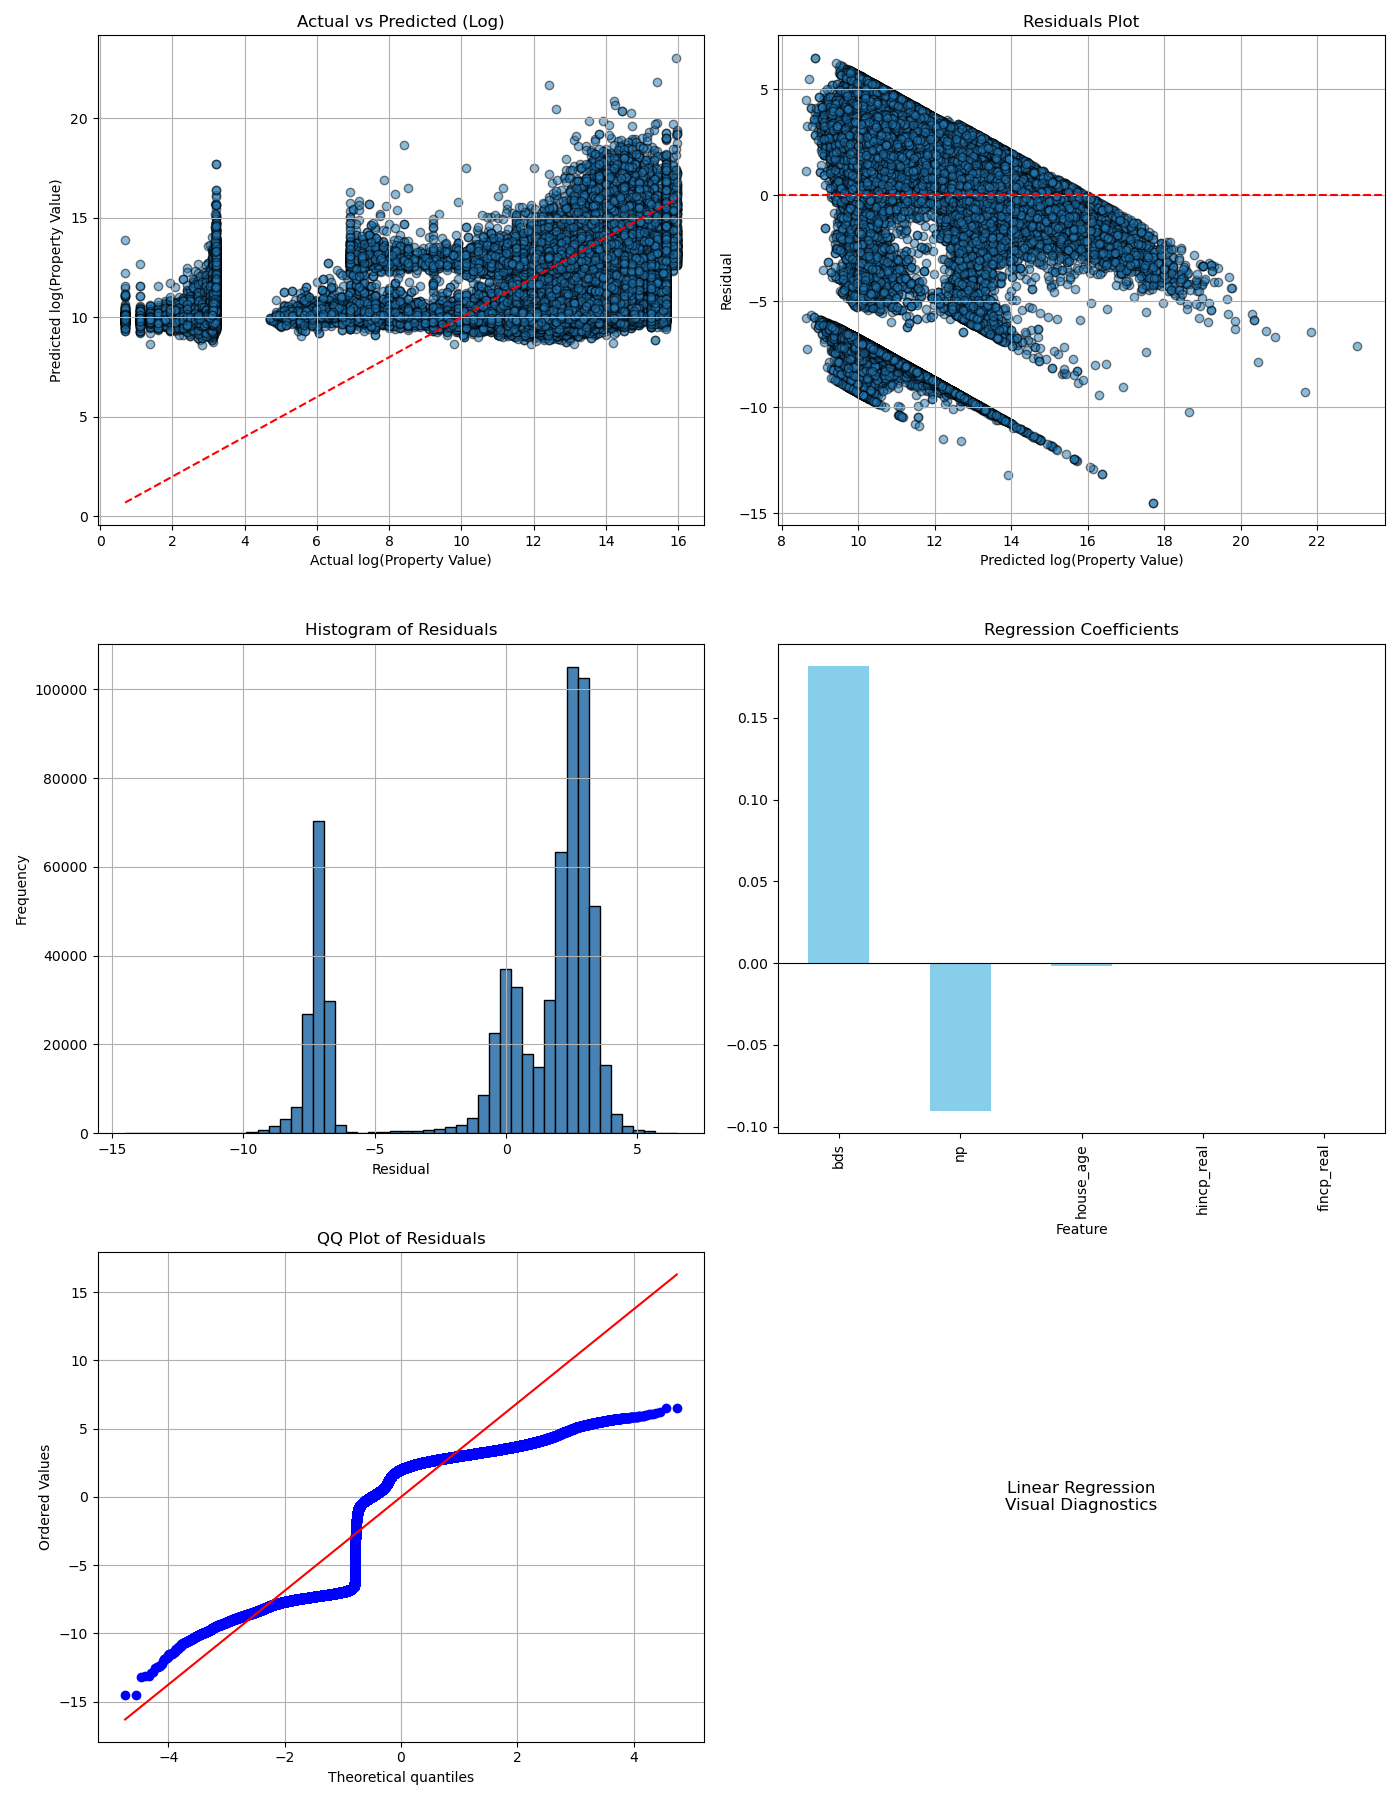 Actual vs Predicted (Log)
Predicted log(Property Value)
20
15
10
5
0
0 2 4 6 8 10 12 14 16
Actual log(Property Value)
Residuals Plot
Residual
5
0
−5
−10
−15
8 10 12 14 16 18 20 22
Predicted log(Property Value)
Histogram of Residuals
Frequency
100000
80000
60000
40000
20000
0
−15 −10 −5 0 5
Residual
Regression Coefficients
0.15
0.10
0.05
0.00
−0.05
−0.10
bds np house_age hincp_real fincp_real
Feature
QQ Plot of Residuals
Ordered Values
15
10
5
0
−5
−10
−15
−4 −2 0 2 4
Theoretical quantiles
Linear Regression
Visual Diagnostics